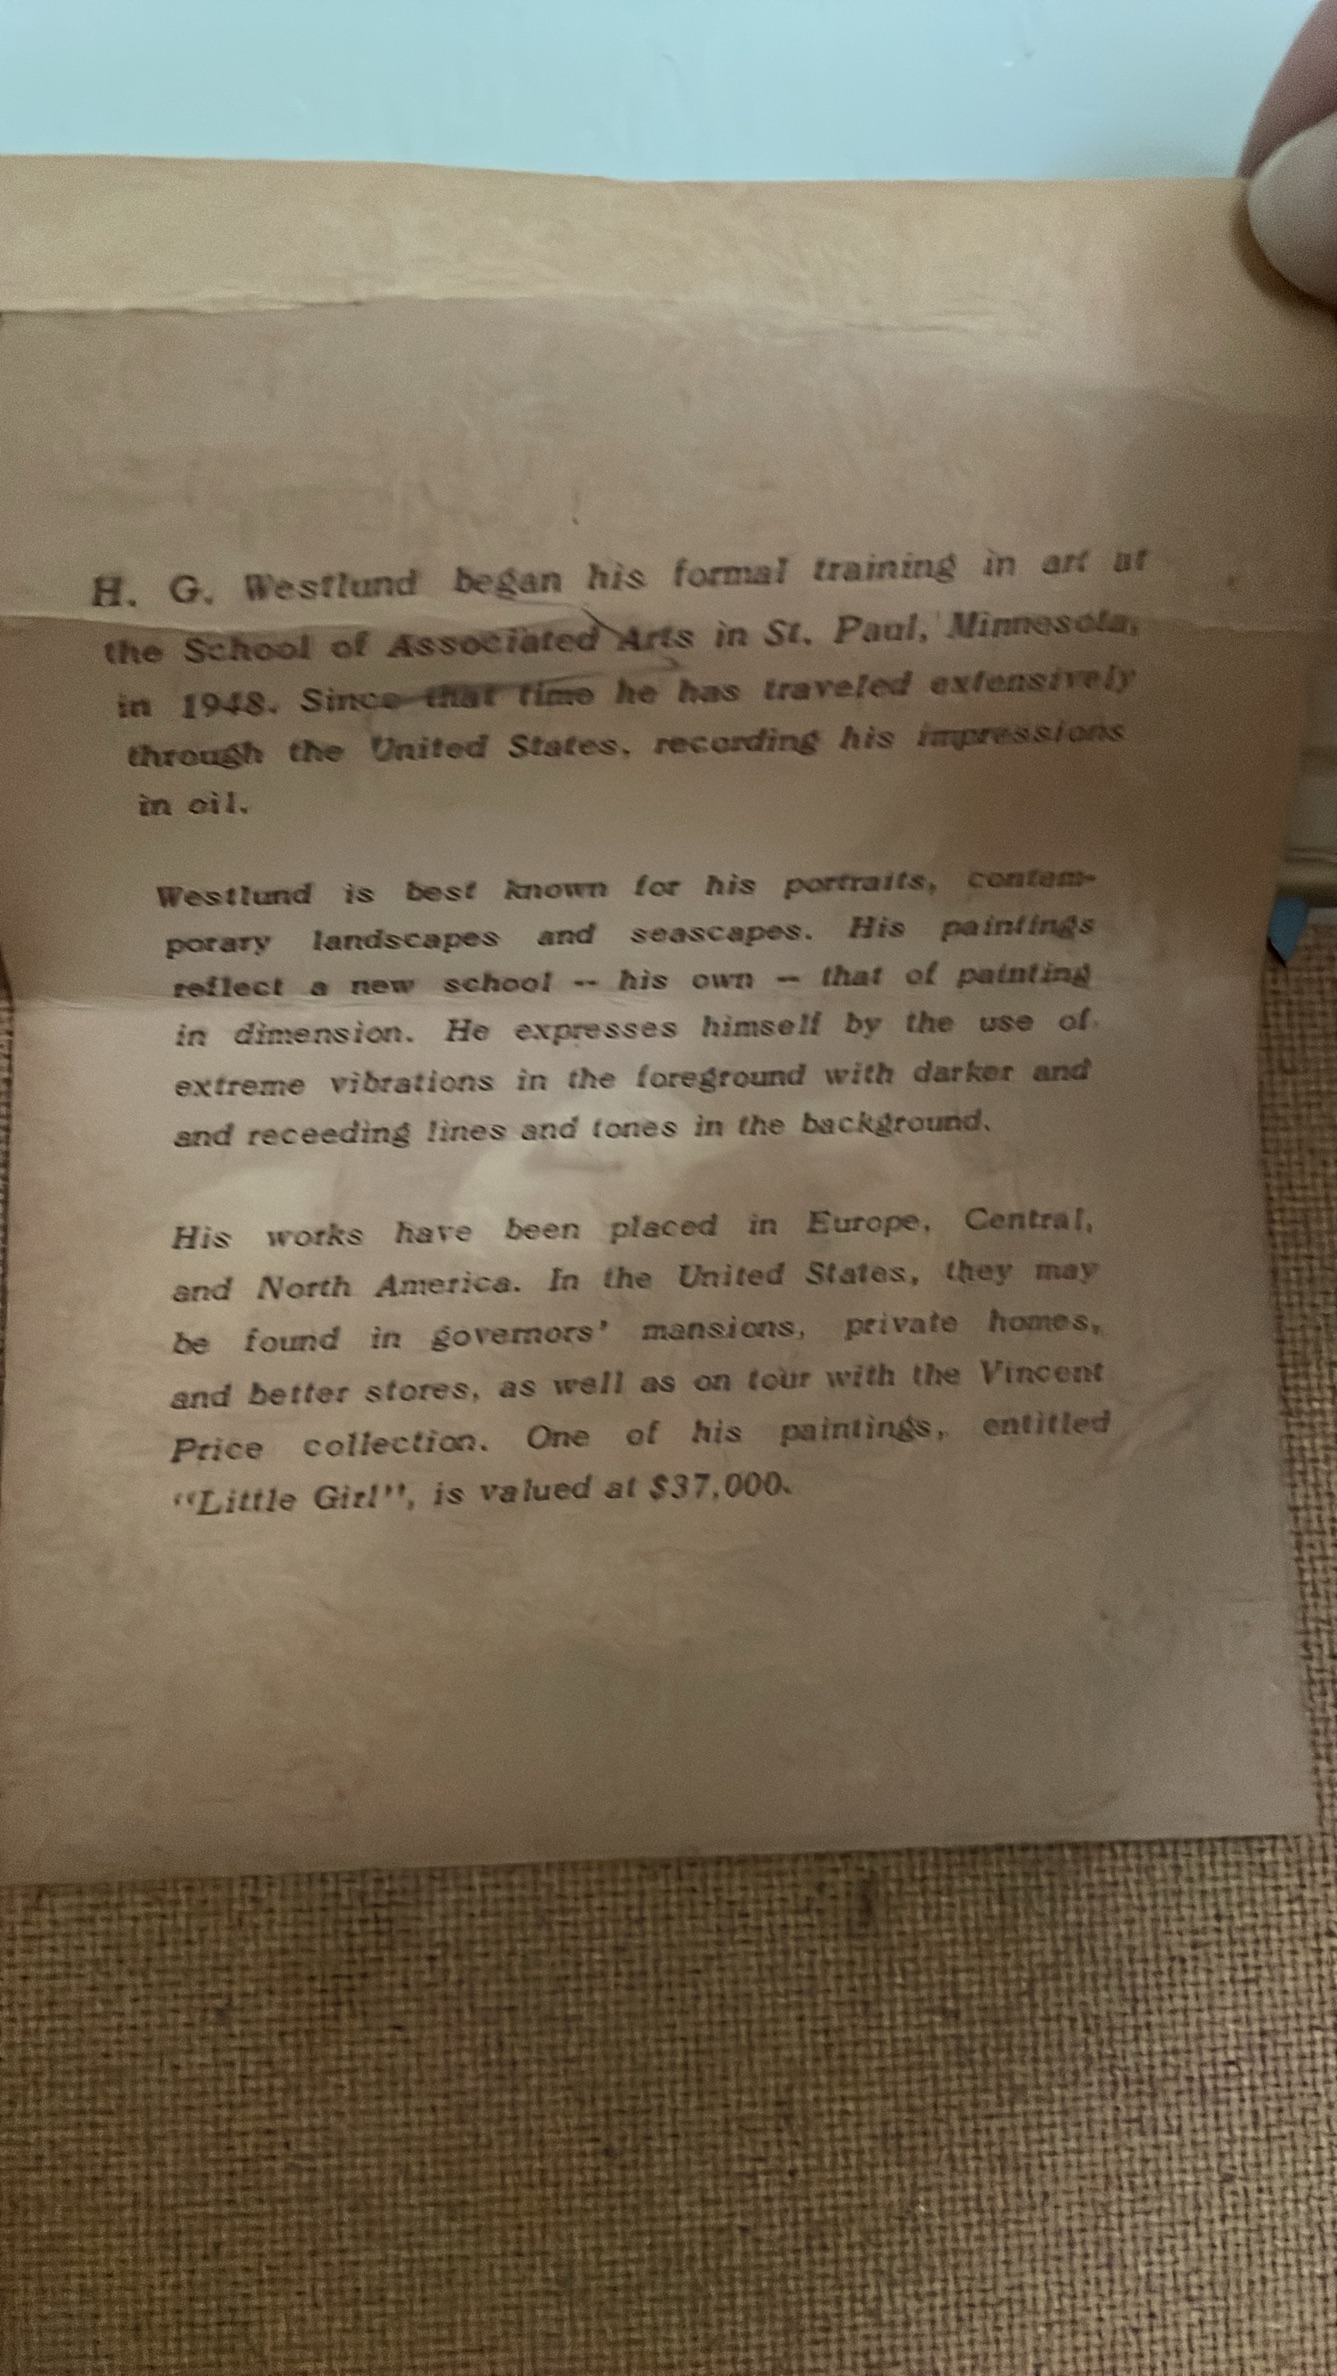 H. G. Westlund began his formal training in art at
the School of Associated Arts in St. Paul, Minnesota,
in 1948. Since that time he has traveled extensively
through the United States, recording his impressions
in oil.
Westlund is best known for his portraits, contem-
porary landscapes and seascapes. His paintings
reflect a new school -- his own -- that of painting
in dimension. He expresses himself by the use of
extreme vibrations in the foreground with darker and
and receeding lines and tones in the background.
His works have been placed in Europe, Central,
and North America. In the United States, they may
be found in governors' mansions, private homes,
and better stores, as well as on tour with the Vincent
Price collection. One of his paintings, entitled
"Little Girl", is valued at $37,000.